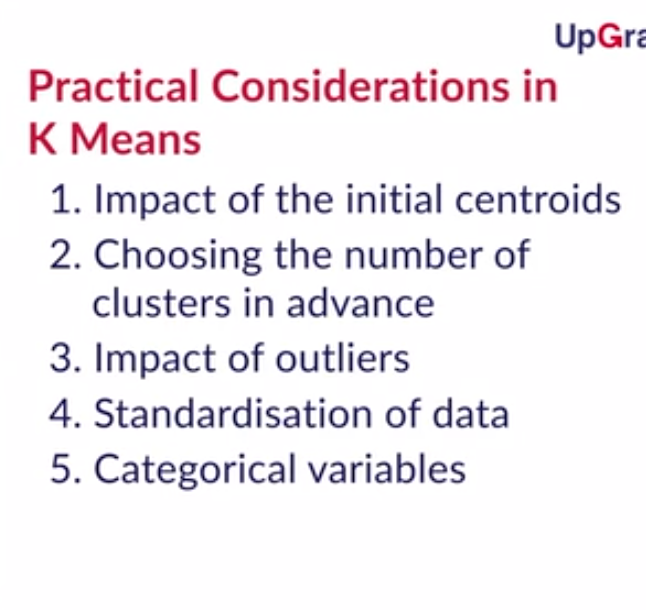 UpGra
Practical Considerations in
K Means
1. Impact of the initial centroids
2. Choosing the number of
clusters in advance
3. Impact of outliers
4. Standardisation of data
5. Categorical variables